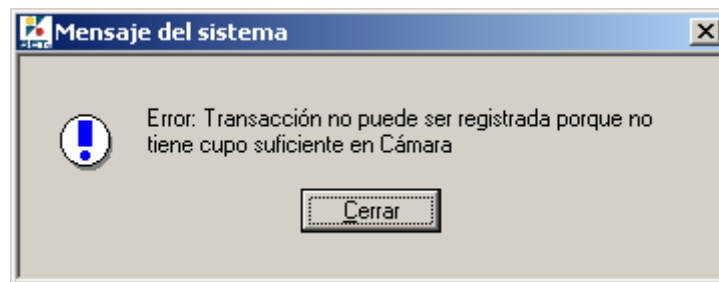 Mensaje del sistema
Error: Transacción no puede ser registrada porque no
tiene cupo suficiente en Cámara
Cerrar